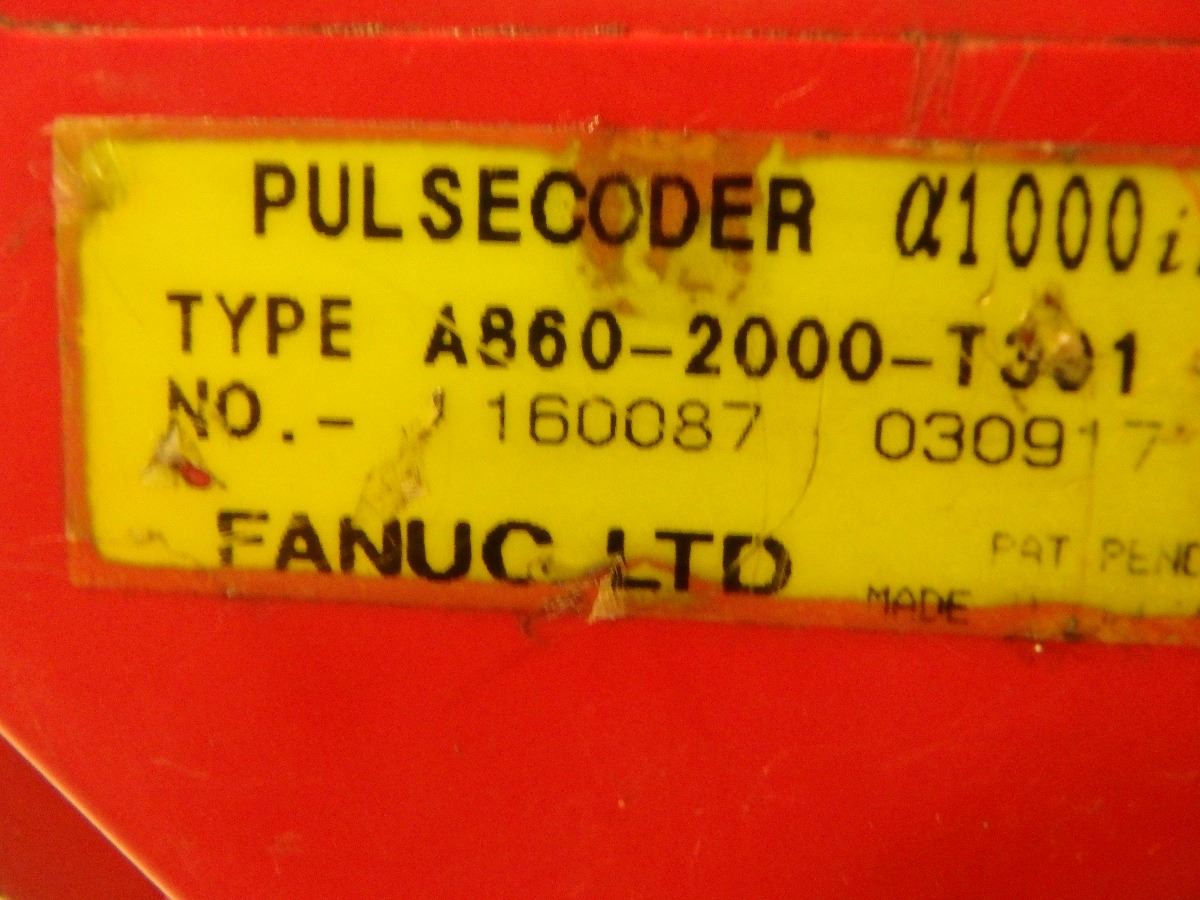 PULSECODER α1000i
TYPE A860-2000-T301
NO.- 160087 030917
FANUC LTD
PAT PEND
MADE